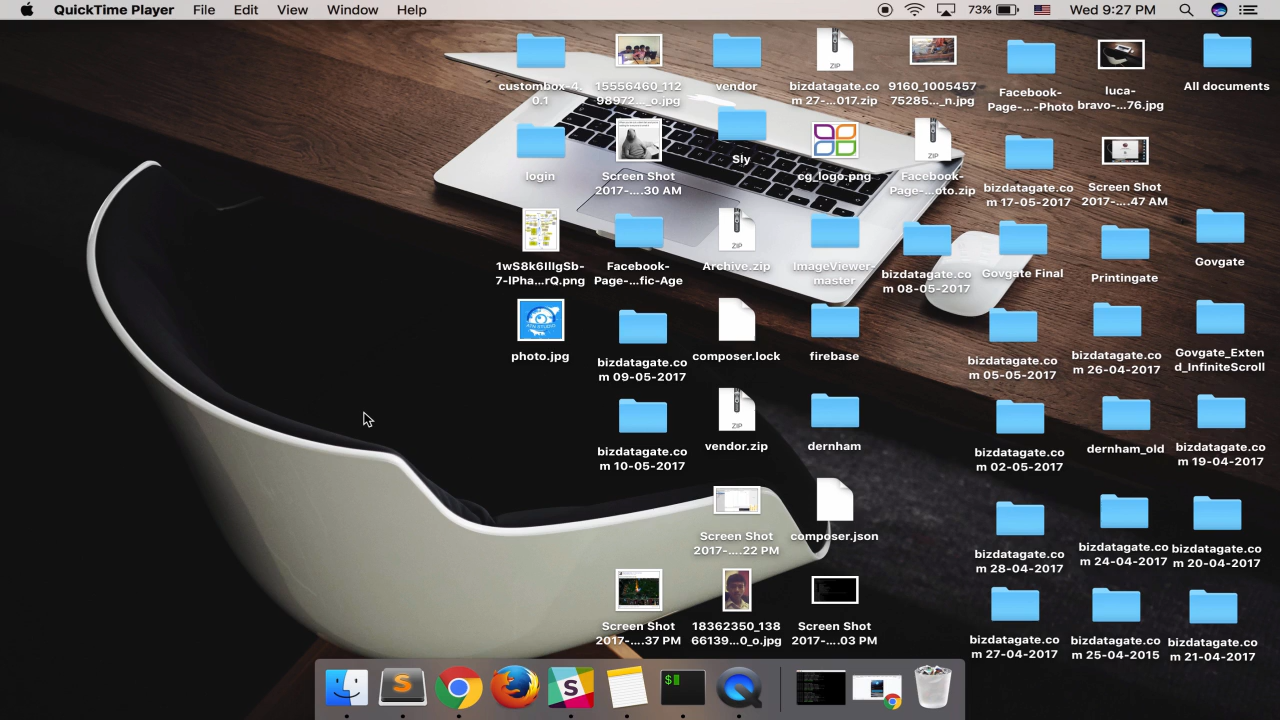 QuickTime Player File Edit View Window Help 73% Wed 9:27 PM
custombox-4.
0.1
15556460_112
98972..._o.jpg
vendor
bizdatagate.co
m 27-...017.zip
9160_1005457
75285..._n.jpg
Facebook-
Page-...-Photo
luca-
bravo-...76.jpg
All documents
login
Screen Shot
2017-....30 AM
Sly
cg_logo.png
Facebook-
Page-...oto.zip
bizdatagate.co
m 17-05-2017
Screen Shot
2017-....47 AM
Facebook-
Page-...fic-Age
Archive.zip
ImageViewer-
master
bizdatagate.co
m 08-05-2017
Govgate Final
Printingate
Govgate
photo.jpg
bizdatagate.co
m 09-05-2017
composer.lock
firebase
bizdatagate.co
m 05-05-2017
bizdatagate.co
m 26-04-2017
Govgate_Exten
d_InfiniteScroll
bizdatagate.co
m 10-05-2017
vendor.zip
dernham
bizdatagate.co
m 02-05-2017
dernham_old
bizdatagate.co
m 19-04-2017
Screen Shot
2017-....22 PM
composer.json
bizdatagate.co
m 28-04-2017
bizdatagate.co
m 24-04-2017
bizdatagate.co
m 20-04-2017
Screen Shot
2017-....37 PM
18362350_138
66139...0_o.jpg
Screen Shot
2017-....03 PM
bizdatagate.co
m 27-04-2017
bizdatagate.co
m 25-04-2015
bizdatagate.co
m 21-04-2017
ZIP
ZIP
ZIP
ZIP